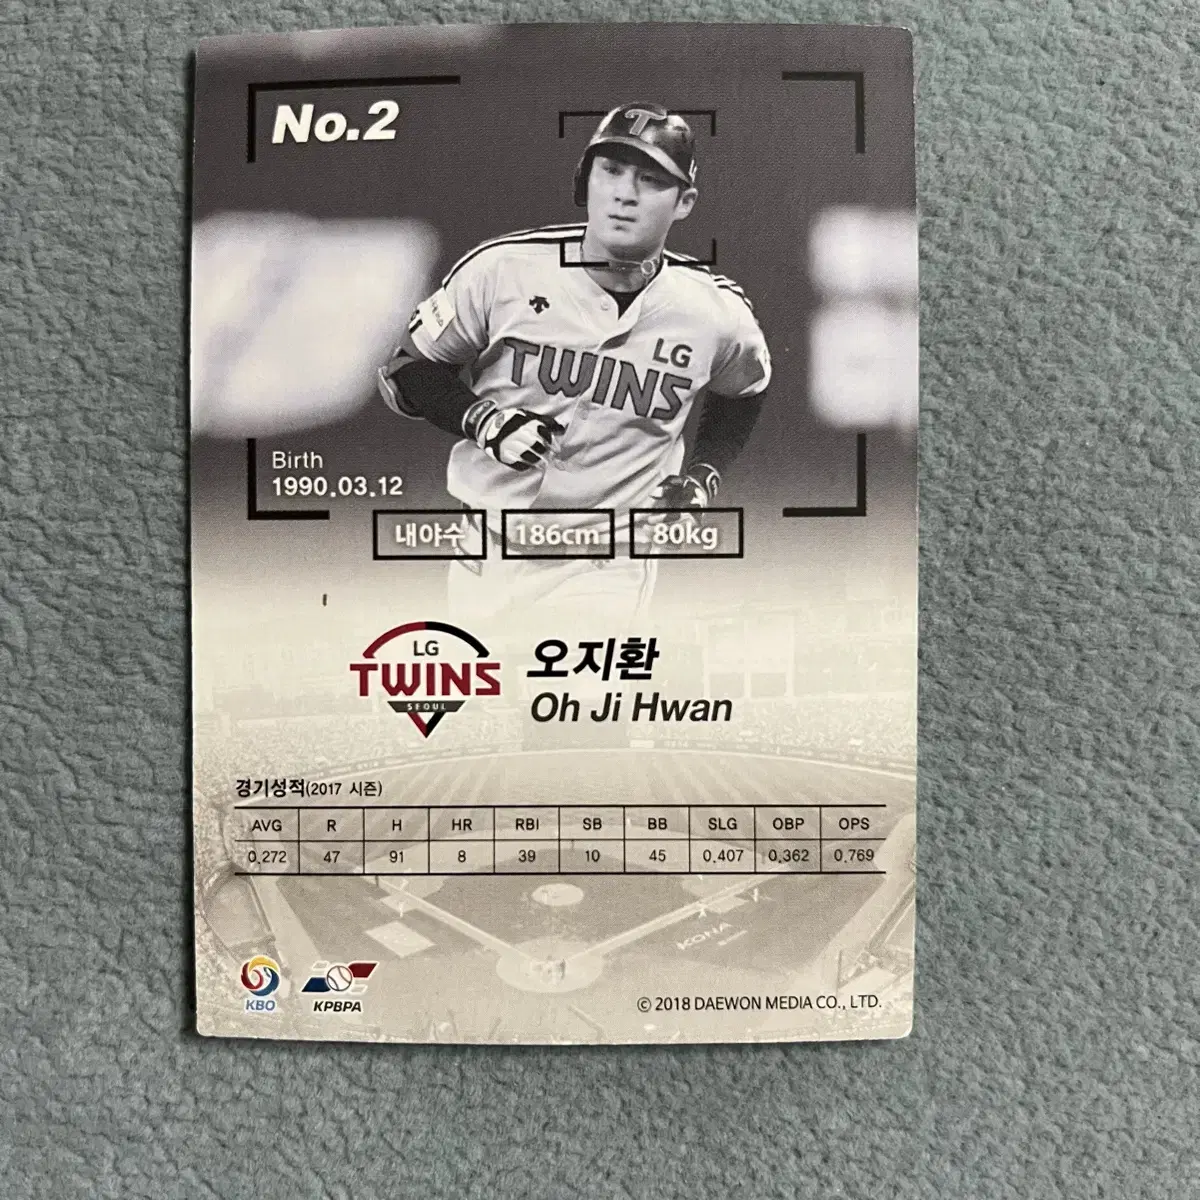 No.2
T
LG
TWINS
Birth
1990.03.12
내야수 186cm 80kg
LG
TWINS
SEOUL
오지환
Oh Ji Hwan
경기성적(2017 시즌)
AVG R H HR RBI SB BB SLG OBP OPS
0.272 47 91 8 39 10 45 0.407 0.362 0.769
KBO KPBPA
© 2018 DAEWON MEDIA CO., LTD.